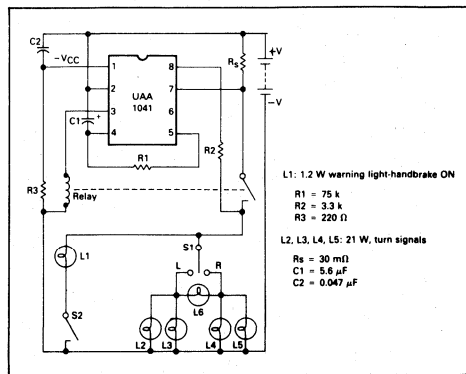 C2
-VCC
1
2
3
4
8
7
6
5
UAA
1041
C1
+
R1
R2
Rs
+V
-V
R3
Relay
L1
S2
S1
L
R
L6
L2
L3
L4
L5
L1: 1.2 W warning light-handbrake ON
R1 = 75 k
R2 = 3.3 k
R3 = 220 Ω
L2, L3, L4, L5: 21 W, turn signals
Rs = 30 mΩ
C1 = 5.6 μF
C2 = 0.047 μF